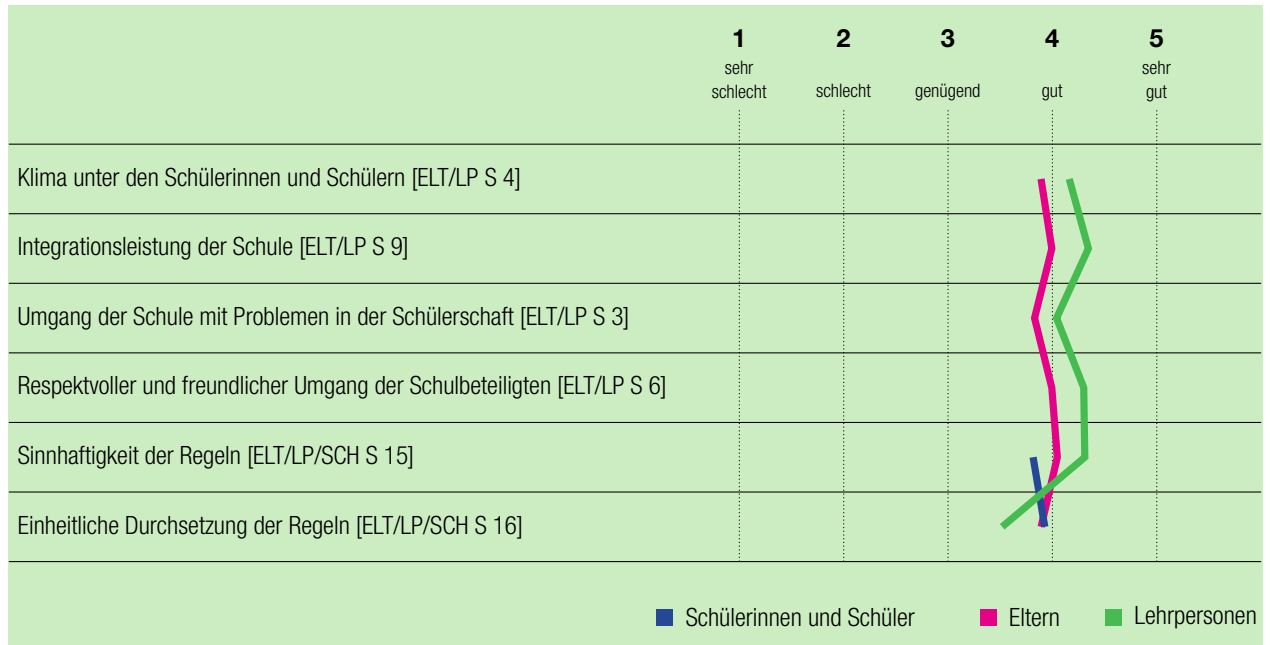 1 2 3 4 5
sehr schlecht schlecht genügend gut sehr gut
Klima unter den Schülerinnen und Schülern [ELT/LP S 4]
Integrationsleistung der Schule [ELT/LP S 9]
Umgang der Schule mit Problemen in der Schülerschaft [ELT/LP S 3]
Respektvoller und freundlicher Umgang der Schulbeteiligten [ELT/LP S 6]
Sinnhaftigkeit der Regeln [ELT/LP/SCH S 15]
Einheitliche Durchsetzung der Regeln [ELT/LP/SCH S 16]
Schülerinnen und Schüler Eltern Lehrpersonen